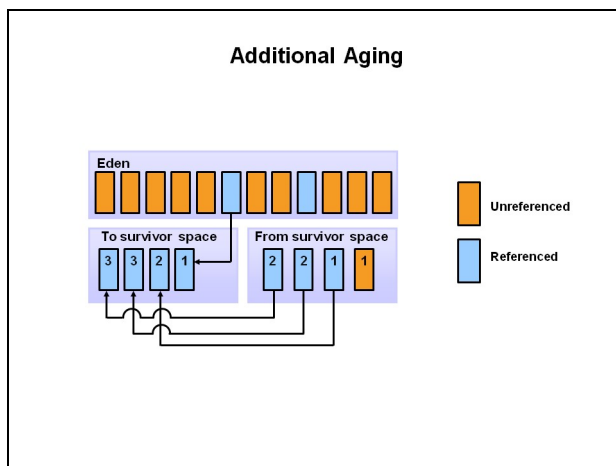 Additional Aging
Eden
To survivor space
From survivor space
3 3 2 1
2 2 1 1
Unreferenced
Referenced